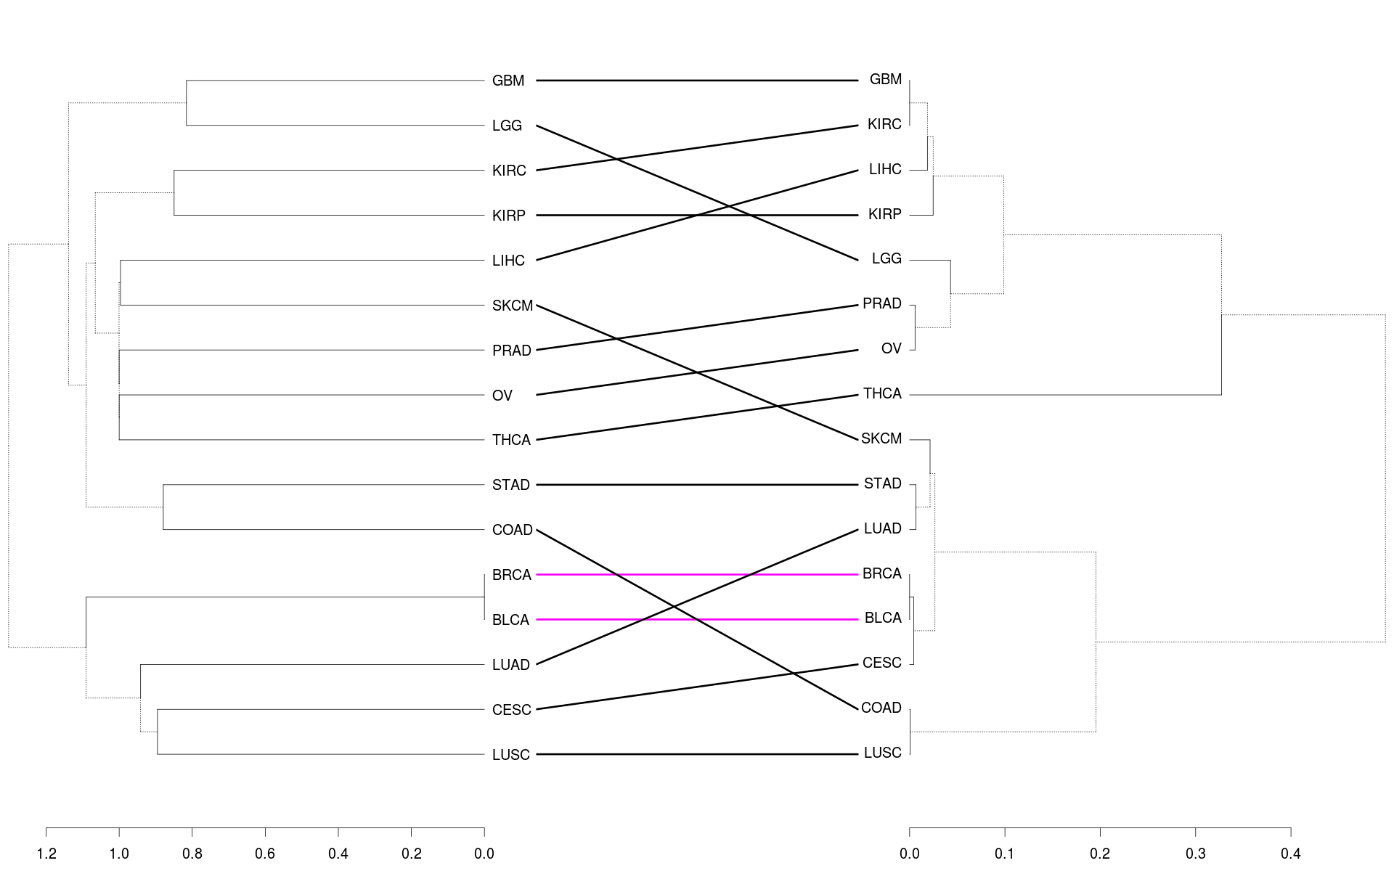 GBM GBM
LGG KIRC
KIRC LIHC
KIRP KIRP
LIHC LGG
SKCM PRAD
PRAD OV
OV THCA
THCA SKCM
STAD STAD
COAD LUAD
BRCA BRCA
BLCA BLCA
LUAD CESC
CESC COAD
LUSC LUSC
1.2 1.0 0.8 0.6 0.4 0.2 0.0 0.0 0.1 0.2 0.3 0.4